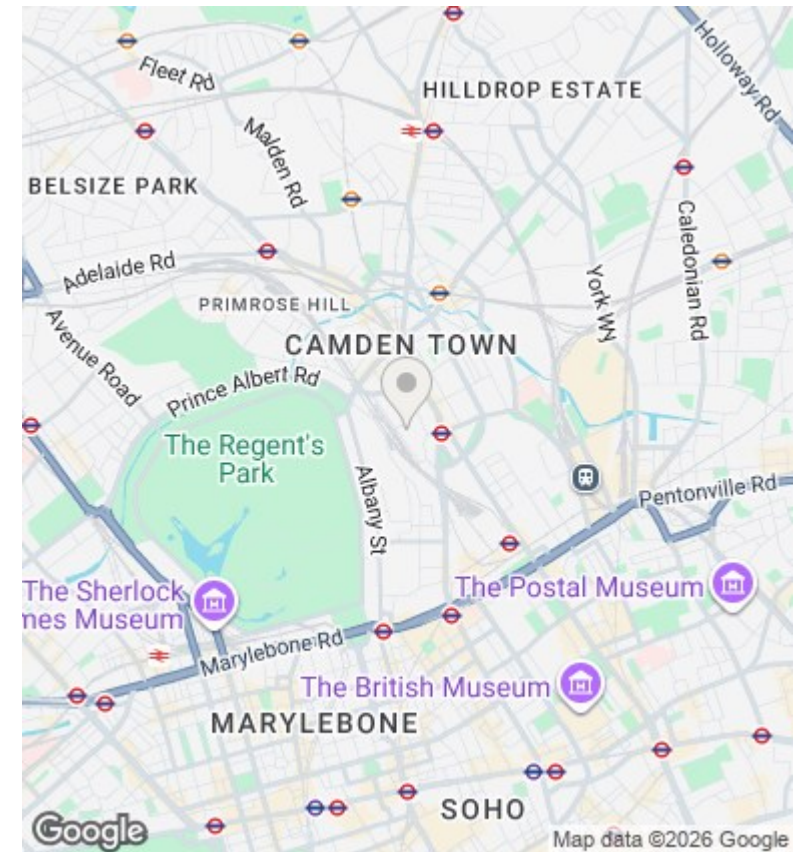 Holloway Rd
Fleet Rd
HILLDROP ESTATE
Malden Rd
BELSIZE PARK
Caledonian Rd
Adelaide Rd
York Wy
PRIMROSE HILL
Avenue Road
CAMDEN TOWN
Prince Albert Rd
The Regent's
Park
Albany St
Pentonville Rd
The Sherlock
mes Museum
The Postal Museum
Marylebone Rd
The British Museum
MARYLEBONE
SOHO
Google
Map data ©2026 Google